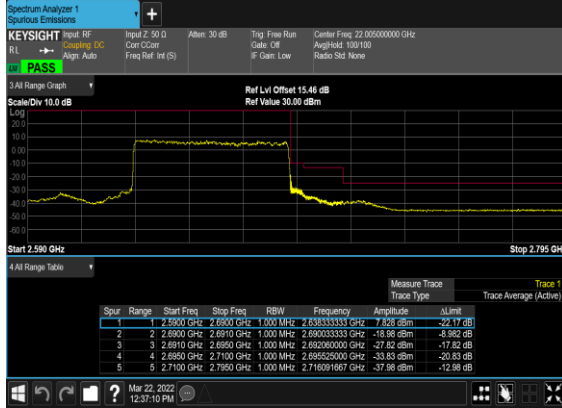 Spectrum Analyzer 1
Spurious Emissions
+
KEYSIGHT Input: RF Input Z: 50 Ω Atten: 30 dB Trig: Free Run Center Freq: 22.005000000 GHz
RL Coupling: DC Corr CCorr Gate: Off Avg|Hold: 100/100
Align: Auto Freq Ref: Int (S) IF Gain: Low Radio Std: None
PASS
3 All Range Graph
Ref Lvl Offset 15.46 dB
Scale/Div 10.0 dB Ref Value 30.00 dBm
Log
20.0
10.0
0.00
-10.0
-20.0
-30.0
-40.0
-50.0
-60.0
Start 2.590 GHz Stop 2.795 GH
4 All Range Table
Measure Trace Trace 1
Trace Type Trace Average (Active)
Spur Range Start Freq Stop Freq RBW Frequency Amplitude ΔLimit
1 1 2.5900 GHz 2.6900 GHz 1.000 MHz 2.638333333 GHz 7.828 dBm -22.17 dB
2 2 2.6900 GHz 2.6910 GHz 1.000 MHz 2.690033333 GHz -18.98 dBm -8.982 dB
3 3 2.6910 GHz 2.6950 GHz 1.000 MHz 2.692060000 GHz -27.82 dBm -17.82 dB
4 4 2.6950 GHz 2.7100 GHz 1.000 MHz 2.695525000 GHz -33.83 dBm -20.83 dB
5 5 2.7100 GHz 2.7950 GHz 1.000 MHz 2.716091667 GHz -37.98 dBm -12.98 dB
? Mar 22, 2022
12:37:10 PM